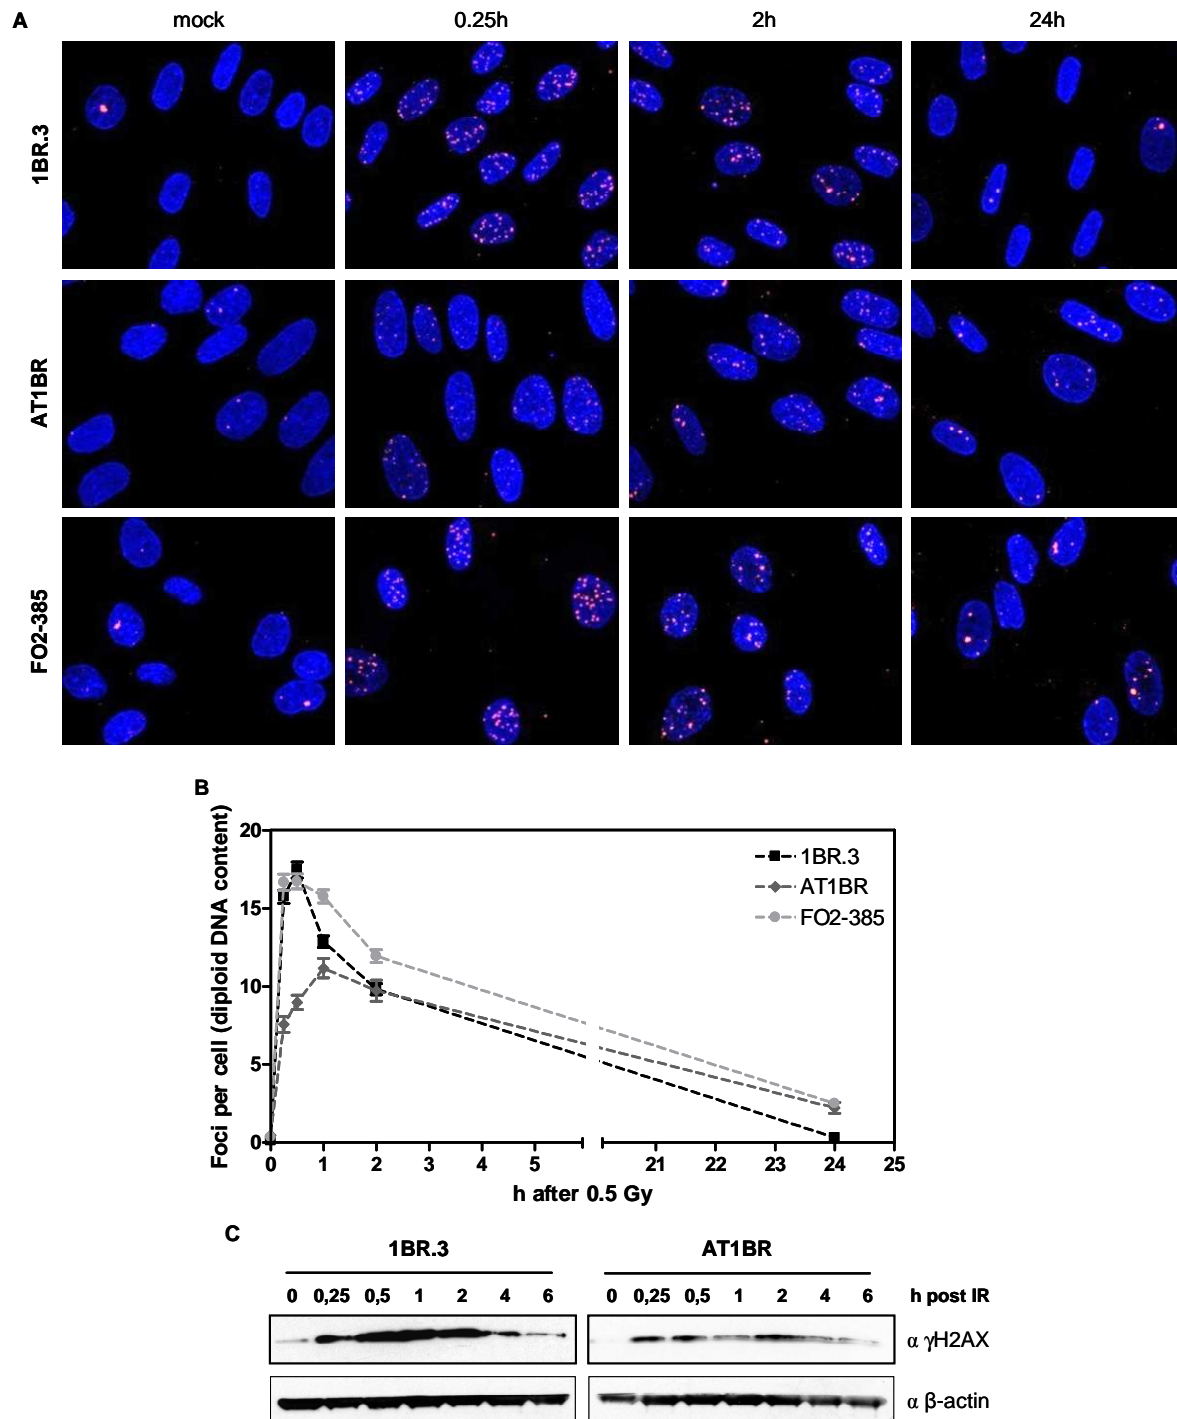 A
mock 0.25h 2h 24h
1BR.3
AT1BR
FO2-385
B
Foci per cell (diploid DNA content)
20
15
10
5
0
1BR.3
AT1BR
FO2-385
0 1 2 3 4 5 21 22 23 24 25
h after 0.5 Gy
C
1BR.3 AT1BR
0 0,25 0,5 1 2 4 6 0 0,25 0,5 1 2 4 6 h post IR
α γH2AX
α β-actin